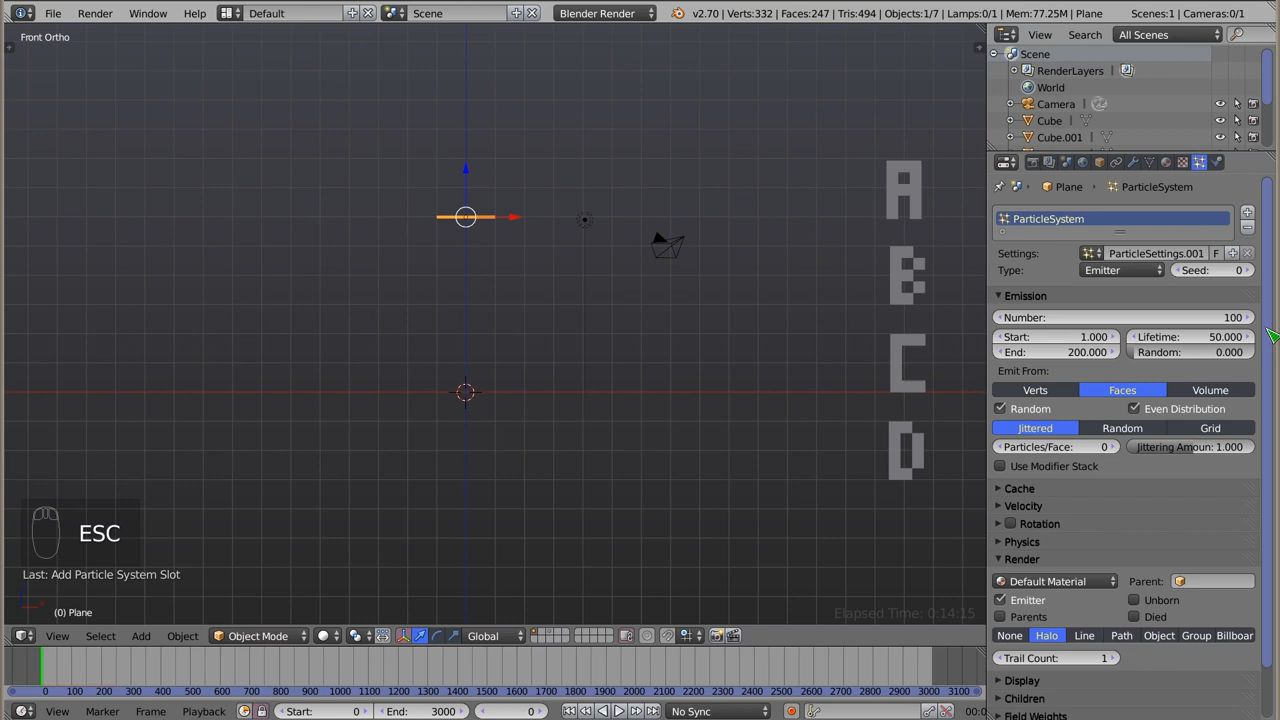 File Render Window Help Default Scene Blender Render v2.70 | Verts:332 | Faces:247 | Tris:494 | Objects:1/7 | Lamps:0/1 | Mem:77.25M | Plane Scenes:1 | Cameras:0/1
Front Ortho
View Search All Scenes
Scene
RenderLayers
World
Camera
Cube
Cube.001
Plane ParticleSystem
ParticleSystem
Settings: ParticleSettings.001 F
Type: Emitter Seed: 0
Emission
Number: 100
Start: 1.000 Lifetime: 50.000
End: 200.000 Random: 0.000
Emit From:
Verts Faces Volume
Random Even Distribution
Jittered Random Grid
Particles/Face: 0 Jittering Amoun: 1.000
Use Modifier Stack
Cache
Velocity
Rotation
Physics
Render
Default Material Parent:
Emitter Unborn
Parents Died
None Halo Line Path Object Group Billboar
Trail Count: 1
Display
Children
Field Weights
A
B
C
D
ESC
Last: Add Particle System Slot
(0) Plane
Elapsed Time: 0:14:15
View Select Add Object Object Mode Global
0 100 200 300 400 500 600 700 800 900 1000 1100 1200 1300 1400 1500 1600 1700 1800 1900 2000 2100 2200 2300 2400 2500 2600 2700 2800 2900 3000 3100
View Marker Frame Playback Start: 0 End: 3000 0 No Sync